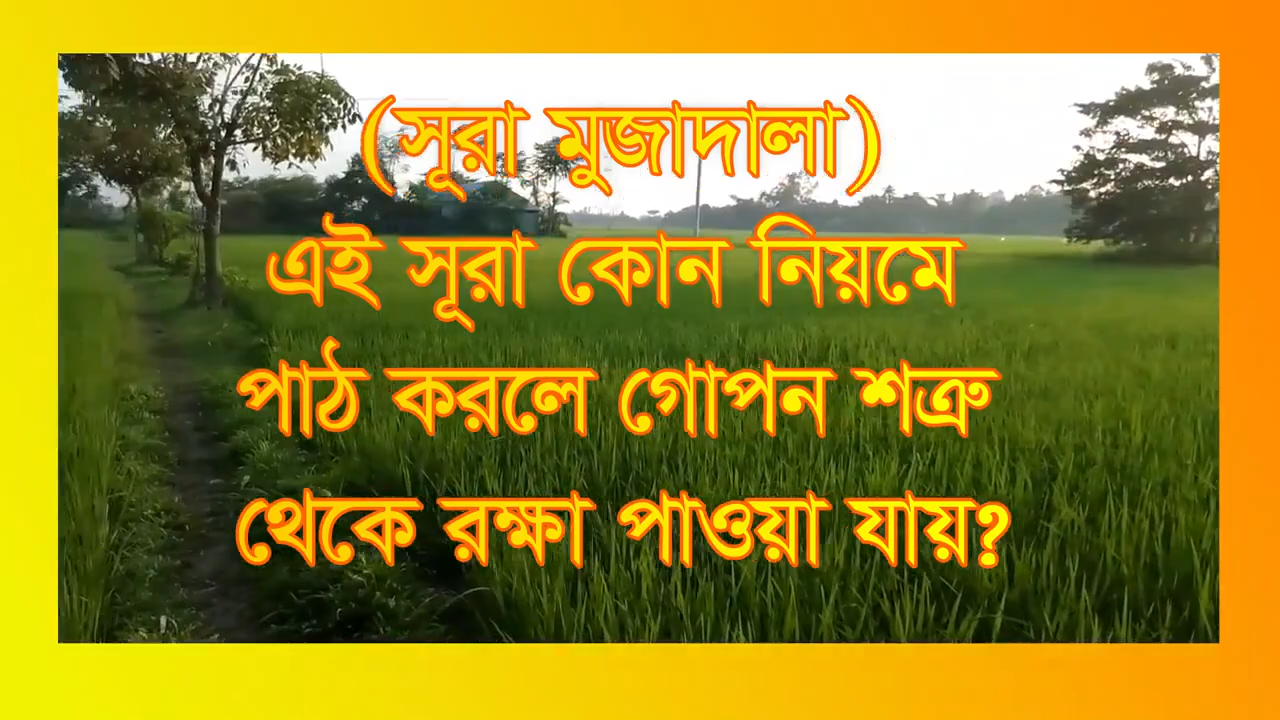 (সূরা মুজাদালা)
এই সূরা কোন নিয়মে
পাঠ করলে গোপন শত্রু
থেকে রক্ষা পাওয়া যায়?